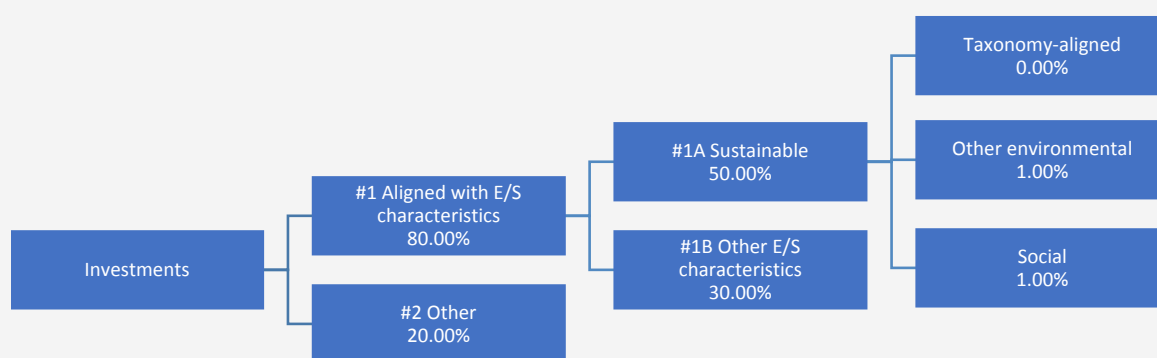 Investments
#1 Aligned with E/S
characteristics
80.00%
#2 Other
20.00%
#1A Sustainable
50.00%
#1B Other E/S
characteristics
30.00%
Taxonomy-aligned
0.00%
Other environmental
1.00%
Social
1.00%